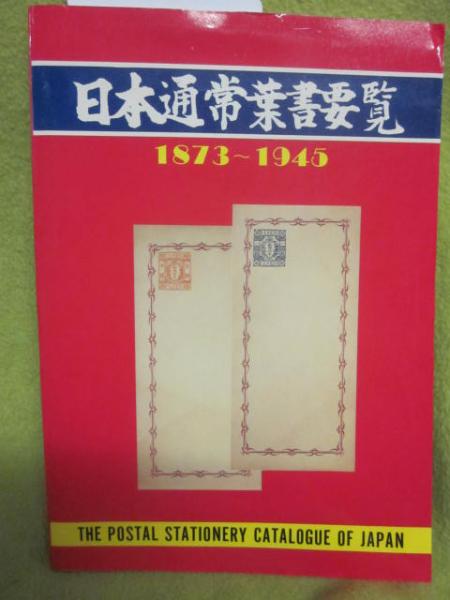 日本通常葉書要覧
1873~1945
THE POSTAL STATIONERY CATALOGUE OF JAPAN